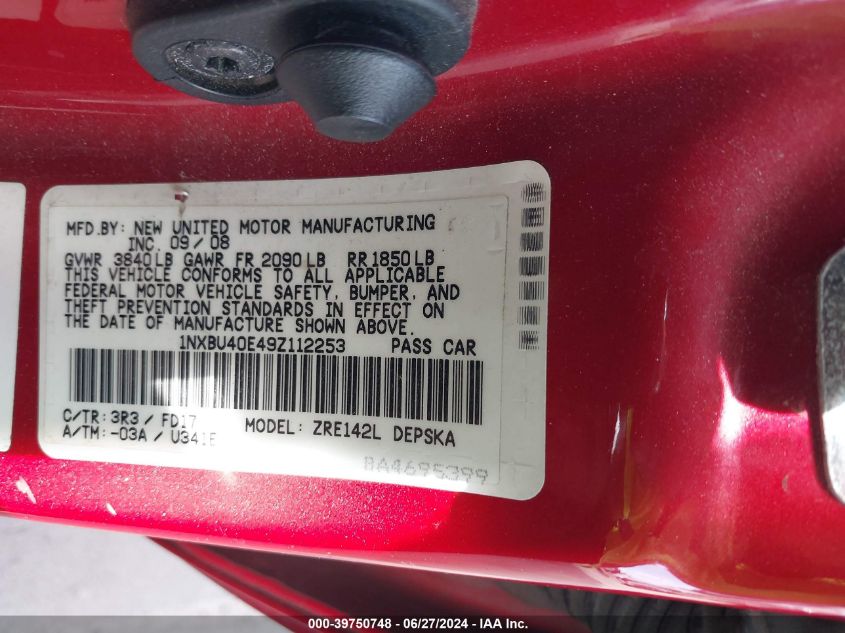 MFD.BY: NEW UNITED MOTOR MANUFACTURING
INC. 09/08
GVWR 3840LB GAWR FR 2090LB RR 1850LB
THIS VEHICLE CONFORMS TO ALL APPLICABLE
FEDERAL MOTOR VEHICLE SAFETY, BUMPER, AND
THEFT PREVENTION STANDARDS IN EFFECT ON
THE DATE OF MANUFACTURE SHOWN ABOVE.
1NXBU40E49Z112253 PASS CAR
C/TR: 3R3 / FD17
A/TM: -03A / U341E
MODEL: ZRE142L DEPSKA
8A4695399
000-39750748 — 06/27/2024 — IAA Inc.